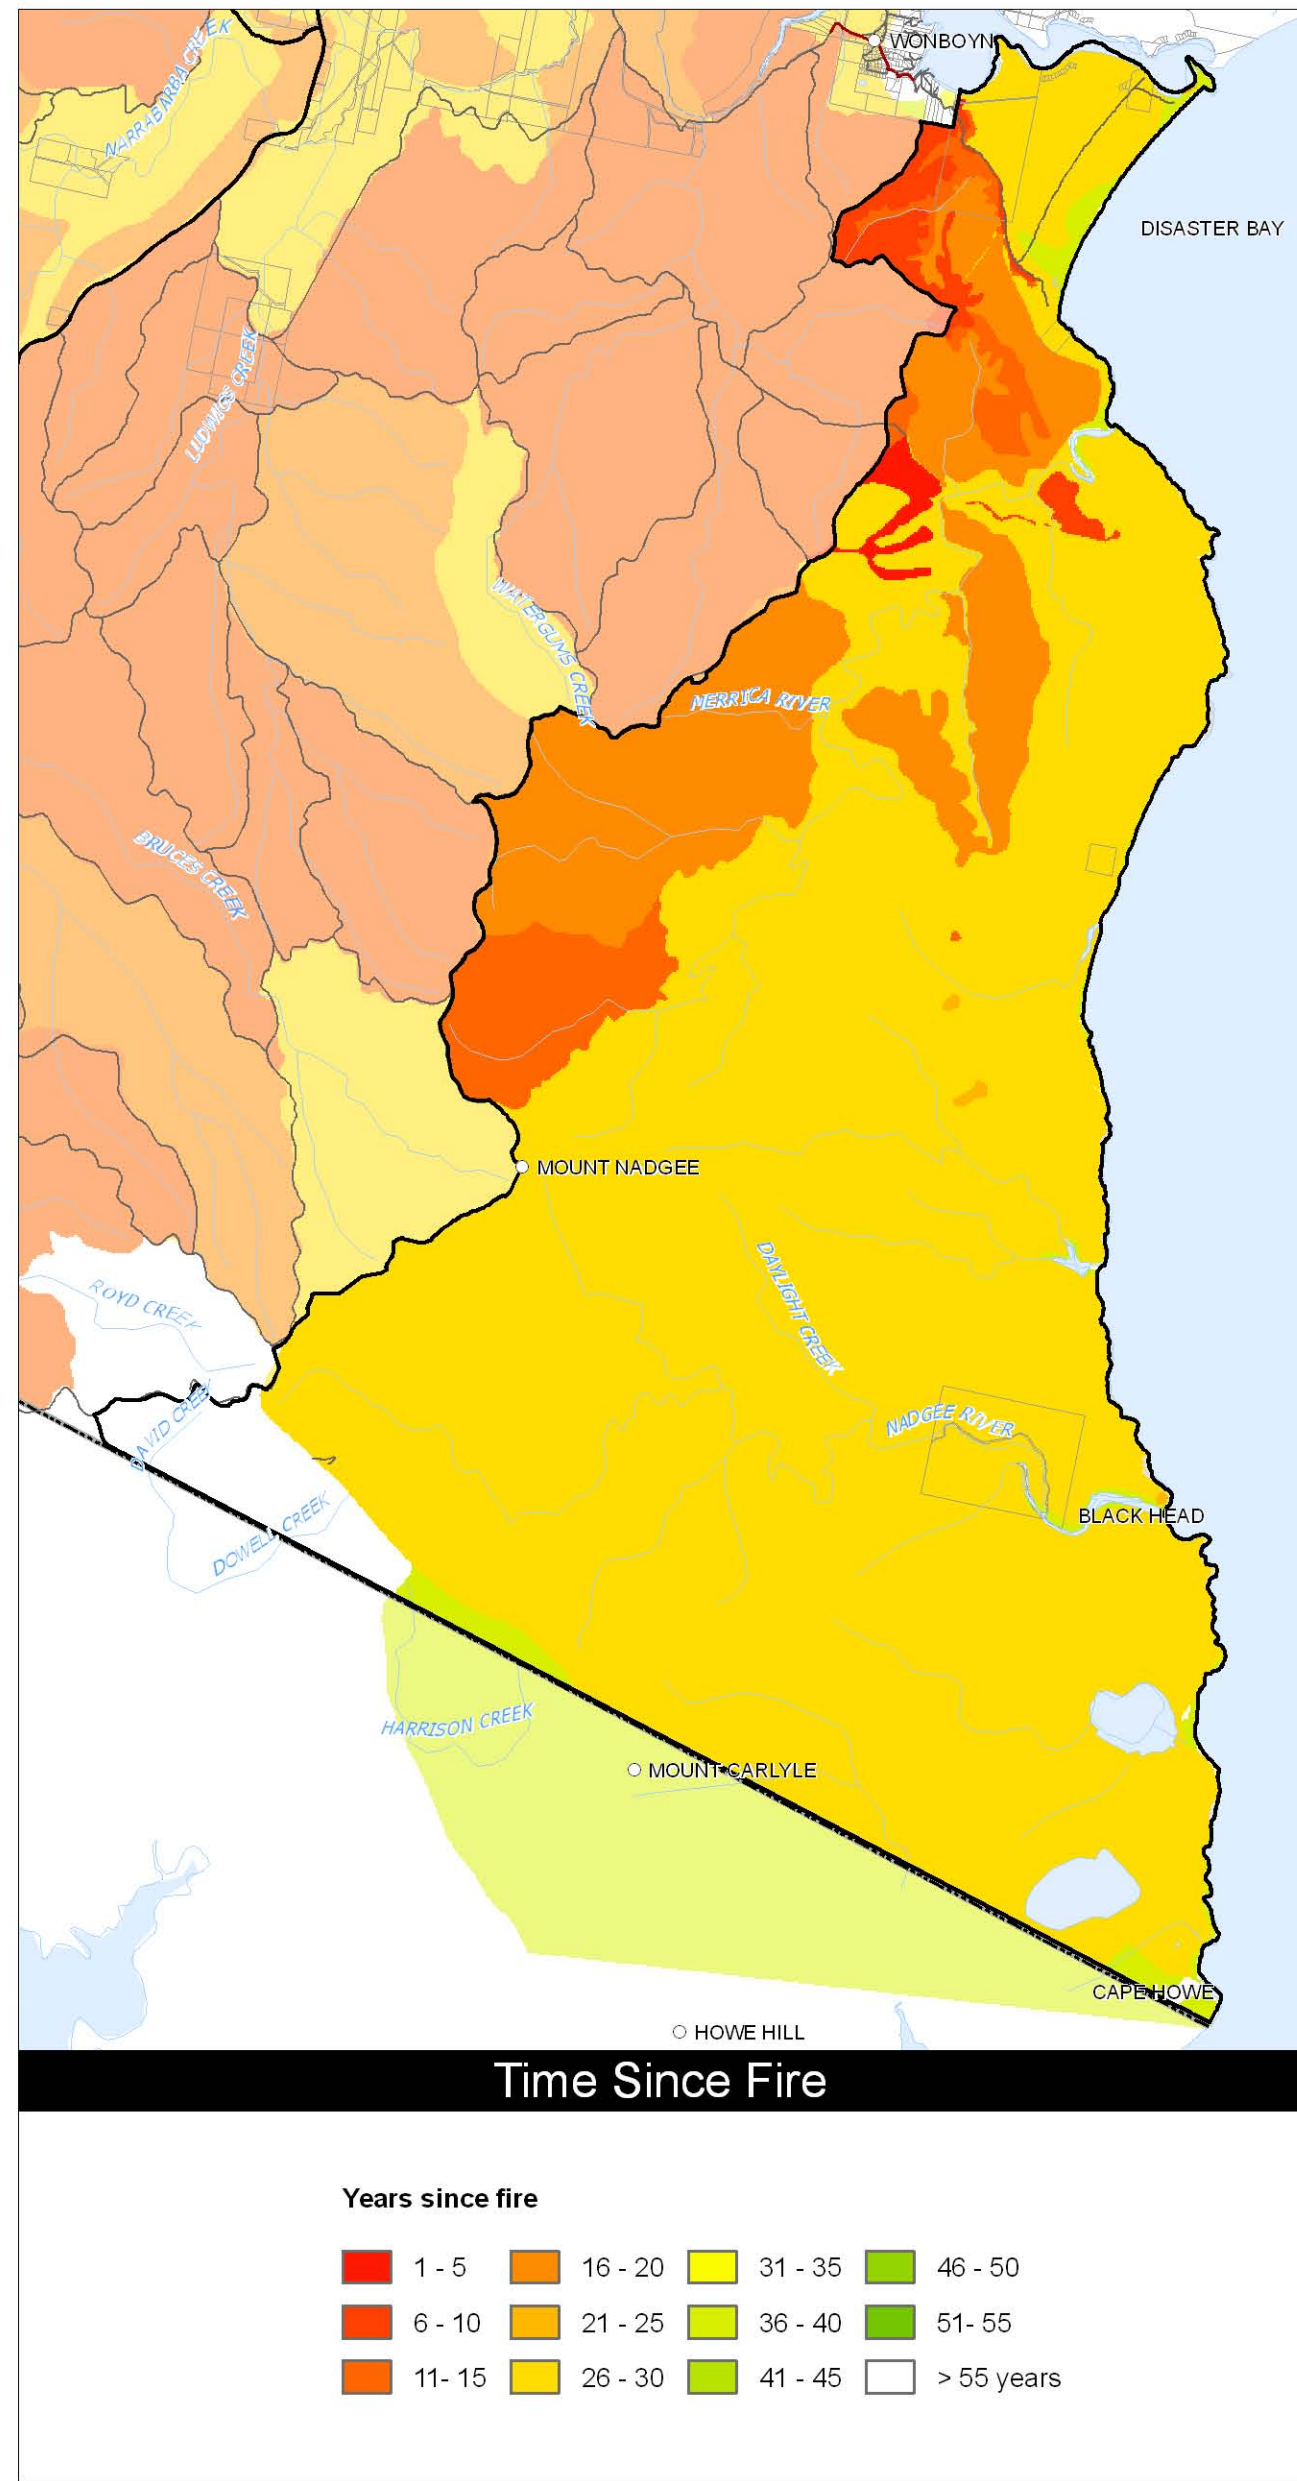 NARRABARBA CREEK
WONBOYN
DISASTER BAY
LUDWIGS CREEK
WATERGUMS CREEK
MERRICA RIVER
BRUCES CREEK
MOUNT NADGEE
DAYLIGHT CREEK
ROYD CREEK
DAVID CREEK
NADGEE RIVER
BLACK HEAD
DOWELL CREEK
HARRISON CREEK
MOUNT CARLYLE
CAPE HOWE
HOWE HILL
Time Since Fire
Years since fire
1 - 5 16 - 20 31 - 35 46 - 50
6 - 10 21 - 25 36 - 40 51- 55
11- 15 26 - 30 41 - 45 > 55 years